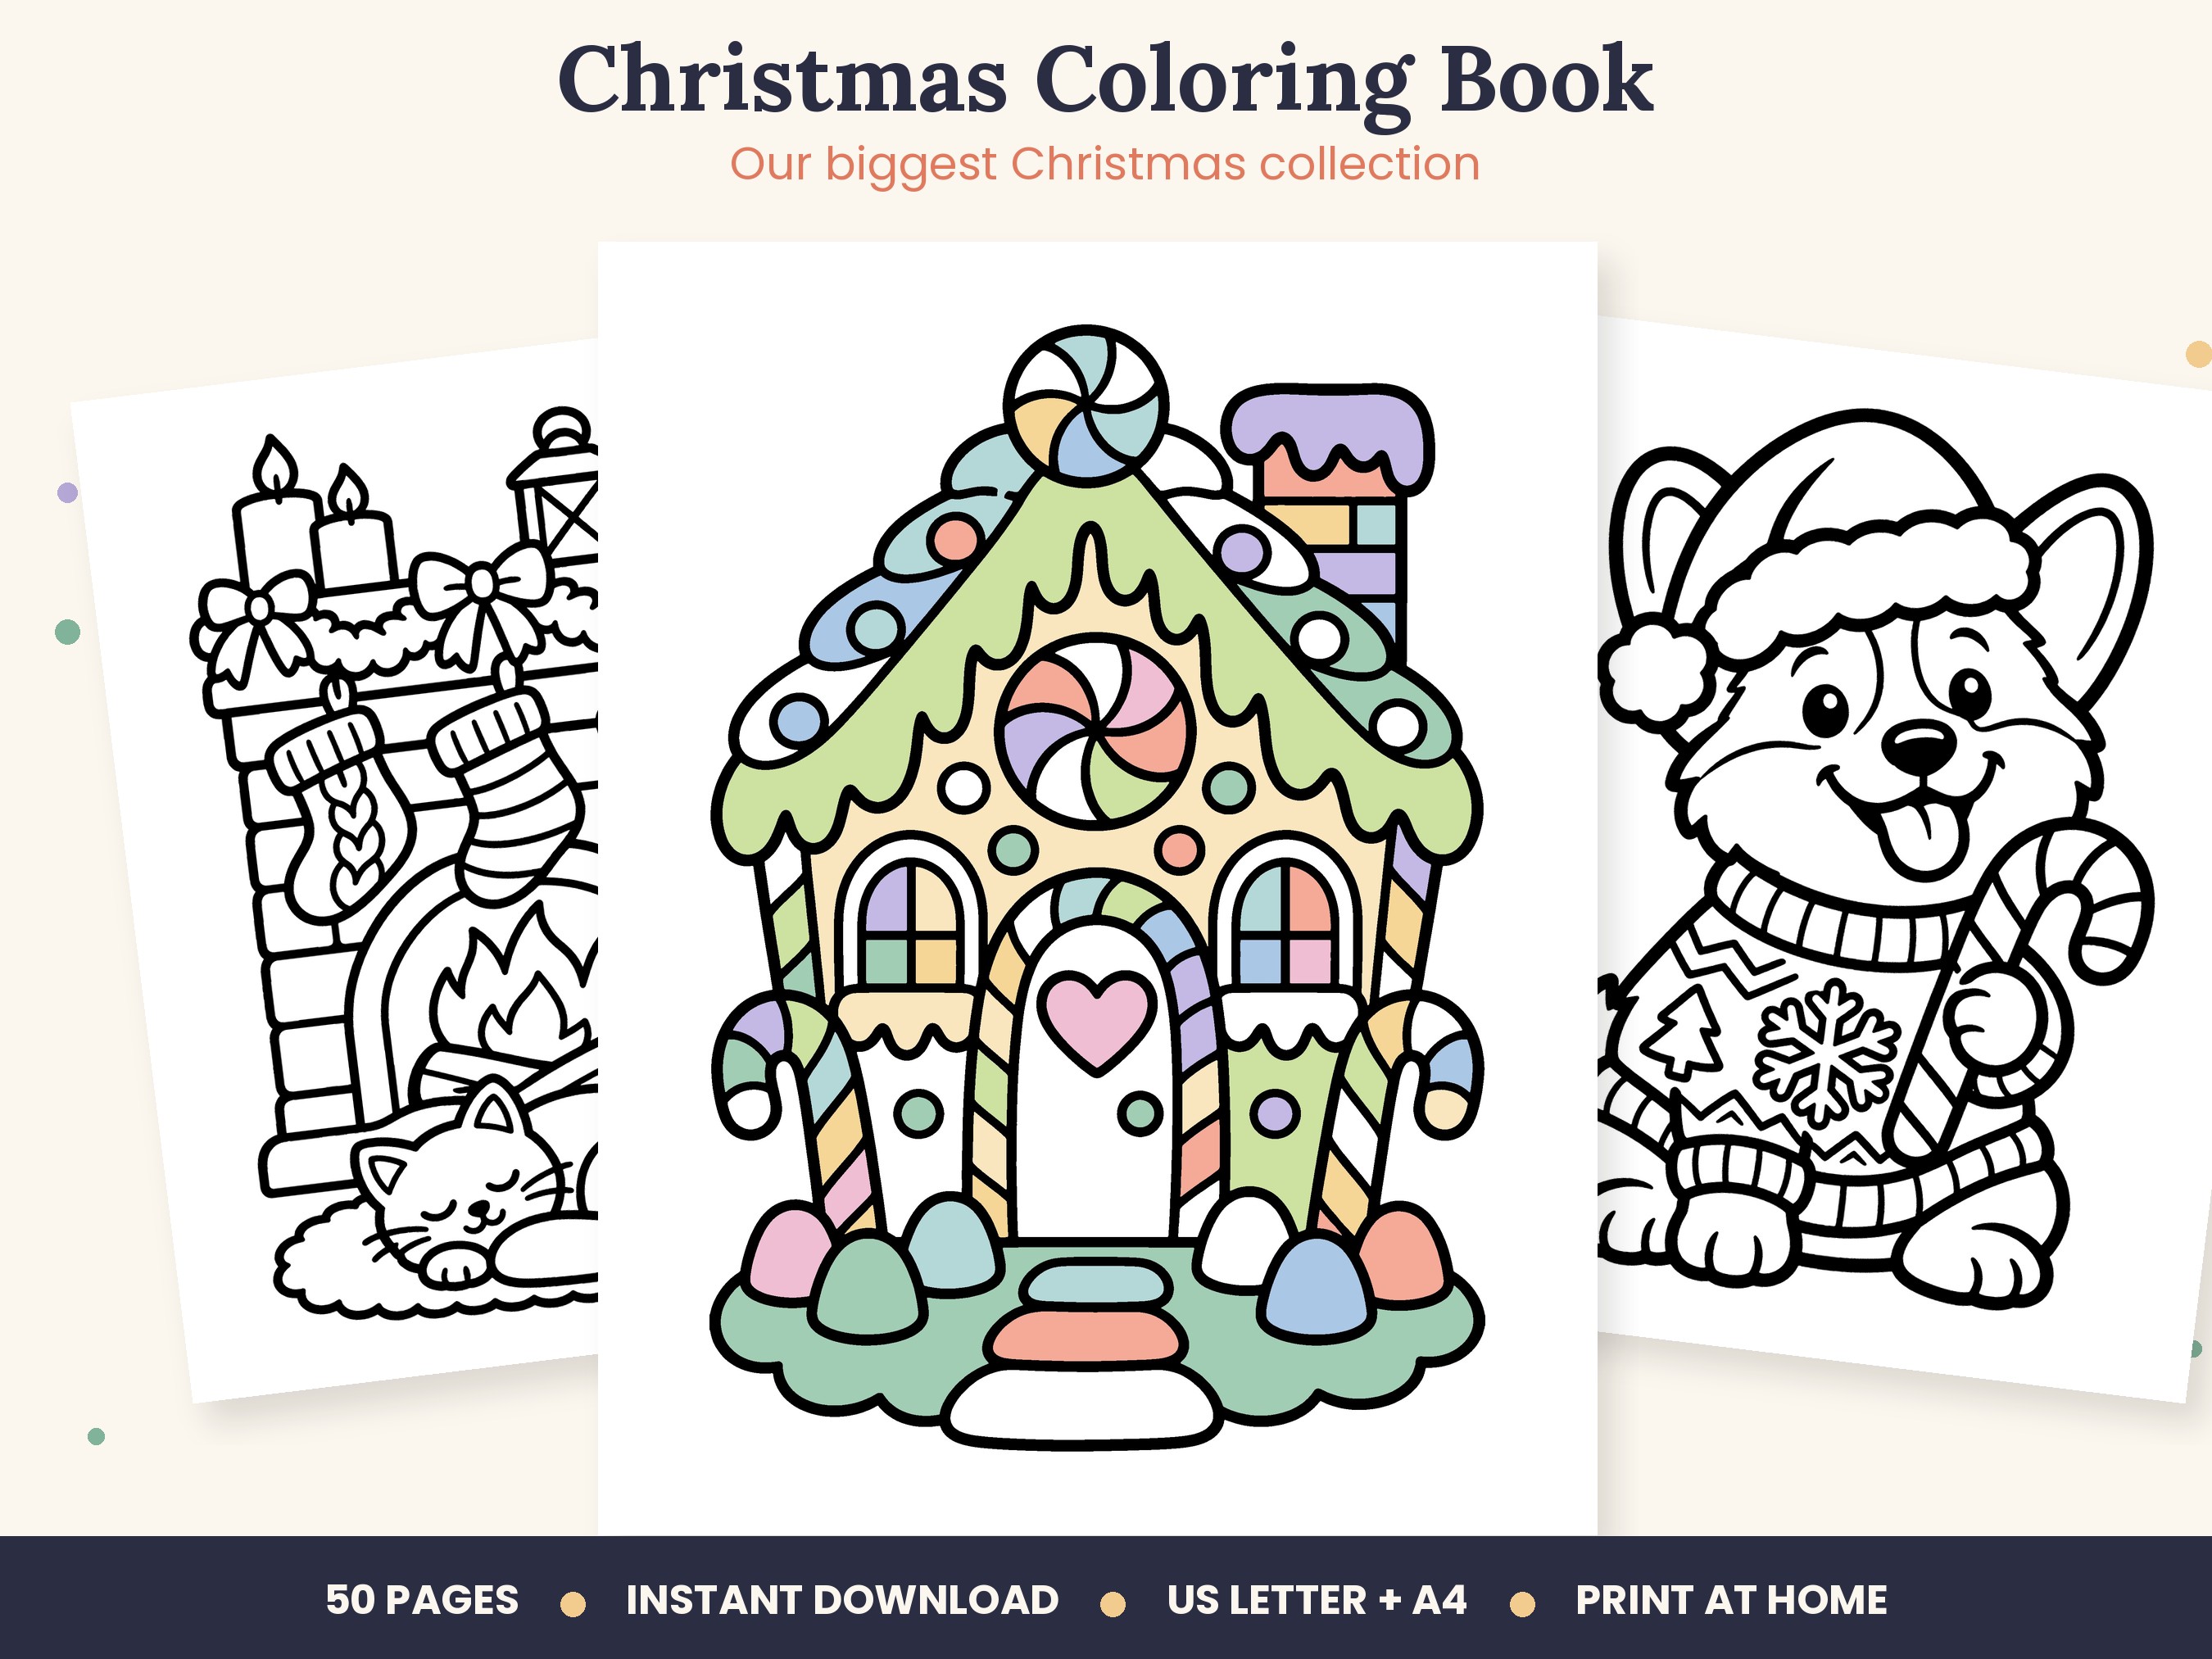 Christmas Coloring Book
Our biggest Christmas collection
50 PAGES ● INSTANT DOWNLOAD ● US LETTER + A4 ● PRINT AT HOME